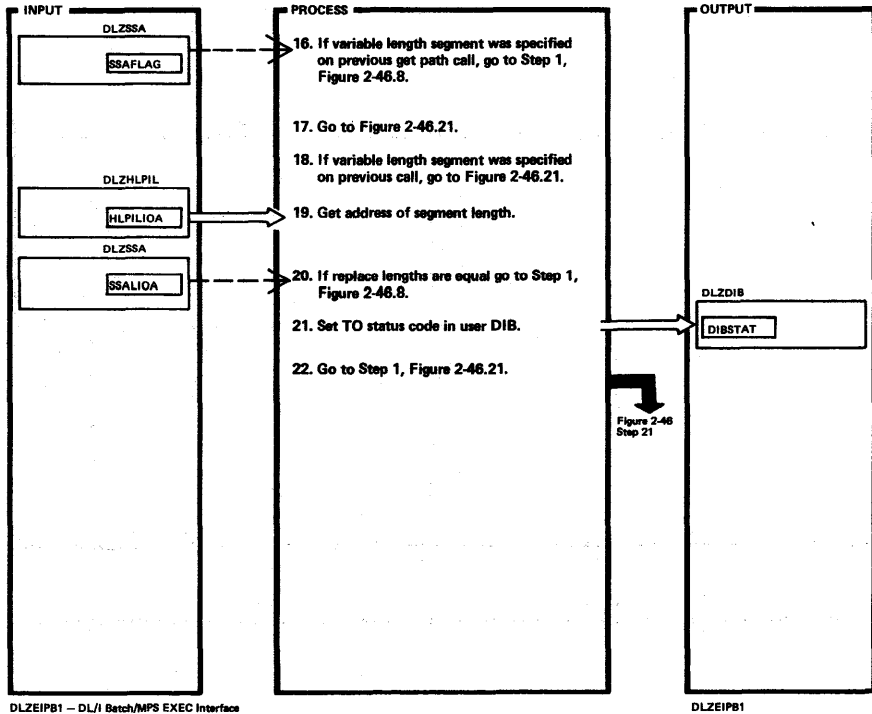 INPUT
DLZSSA
SSAFLAG
DLZHLPIL
HLPILIOA
DLZSSA
SSALIOA
PROCESS
16. If variable length segment was specified
on previous get path call, go to Step 1,
Figure 2-46.8.
17. Go to Figure 2-46.21.
18. If variable length segment was specified
on previous call, go to Figure 2-46.21.
19. Get address of segment length.
20. If replace lengths are equal go to Step 1,
Figure 2-46.8.
21. Set TO status code in user DIB.
22. Go to Step 1, Figure 2-46.21.
Figure 2-46
Step 21
OUTPUT
DLZDIB
DIBSTAT
DLZEIPB1 — DL/I Batch/MPS EXEC Interface
DLZEIPB1